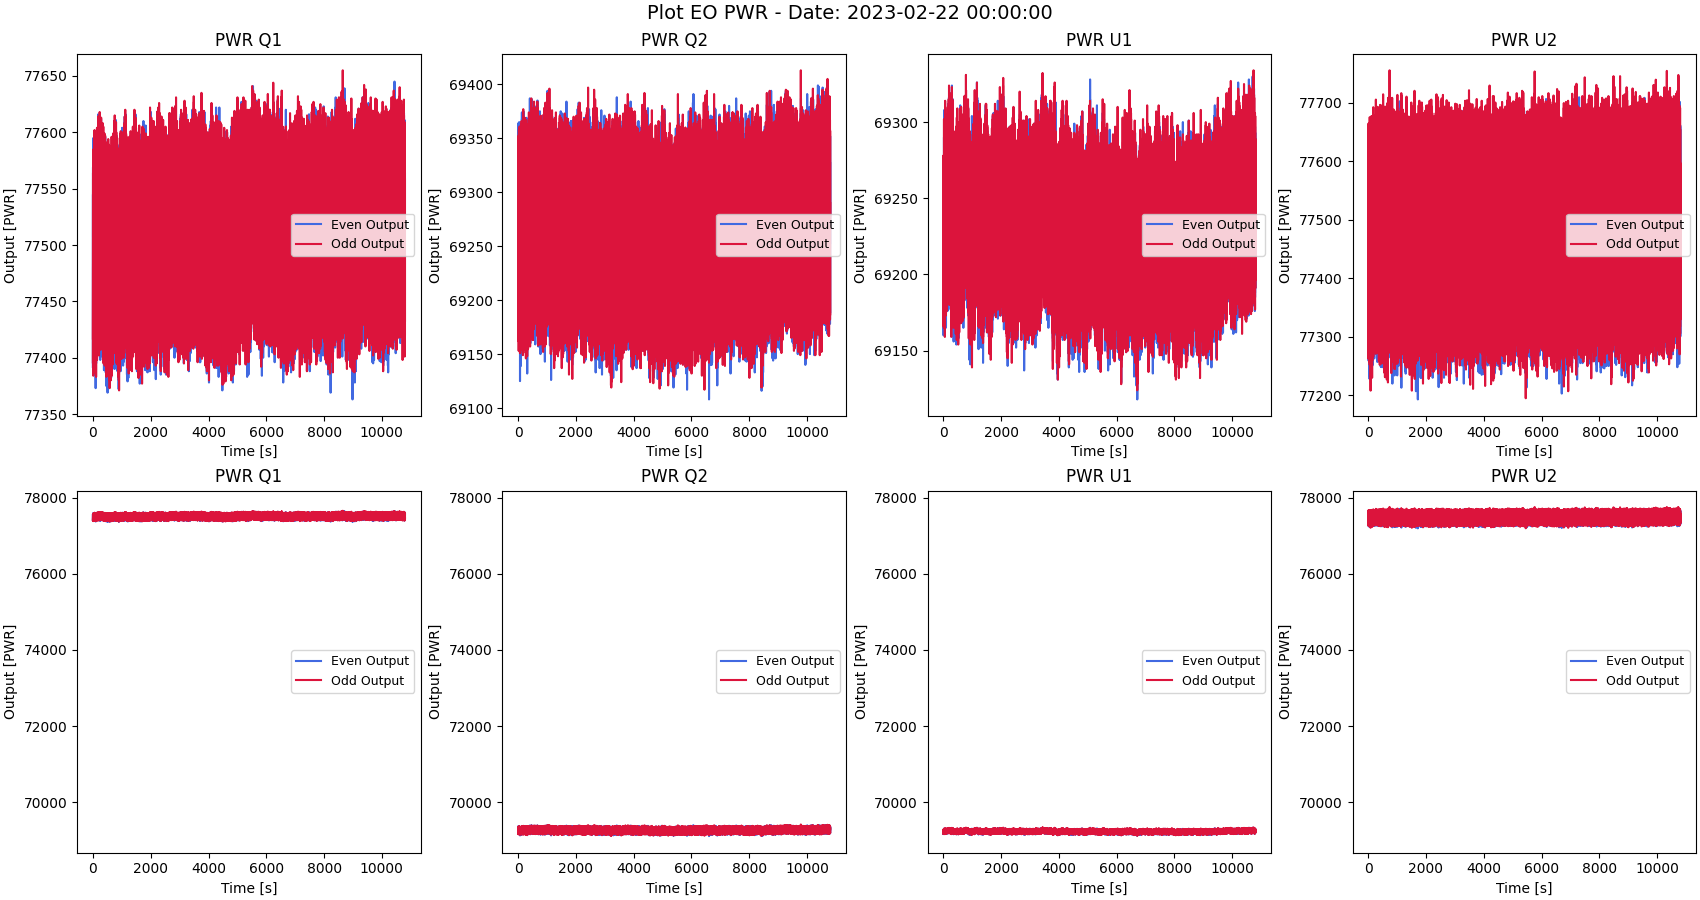 Plot EO PWR - Date: 2023-02-22 00:00:00
PWR Q1
Output [PWR]
77650
77600
77550
77500
77450
77400
77350
0 2000 4000 6000 8000 10000
Time [s]
Even Output
Odd Output
PWR Q2
Output [PWR]
69400
69350
69300
69250
69200
69150
69100
0 2000 4000 6000 8000 10000
Time [s]
Even Output
Odd Output
PWR U1
Output [PWR]
69300
69250
69200
69150
0 2000 4000 6000 8000 10000
Time [s]
Even Output
Odd Output
PWR U2
Output [PWR]
77700
77600
77500
77400
77300
77200
0 2000 4000 6000 8000 10000
Time [s]
Even Output
Odd Output
PWR Q1
Output [PWR]
78000
76000
74000
72000
70000
0 2000 4000 6000 8000 10000
Time [s]
Even Output
Odd Output
PWR Q2
Output [PWR]
78000
76000
74000
72000
70000
0 2000 4000 6000 8000 10000
Time [s]
Even Output
Odd Output
PWR U1
Output [PWR]
78000
76000
74000
72000
70000
0 2000 4000 6000 8000 10000
Time [s]
Even Output
Odd Output
PWR U2
Output [PWR]
78000
76000
74000
72000
70000
0 2000 4000 6000 8000 10000
Time [s]
Even Output
Odd Output